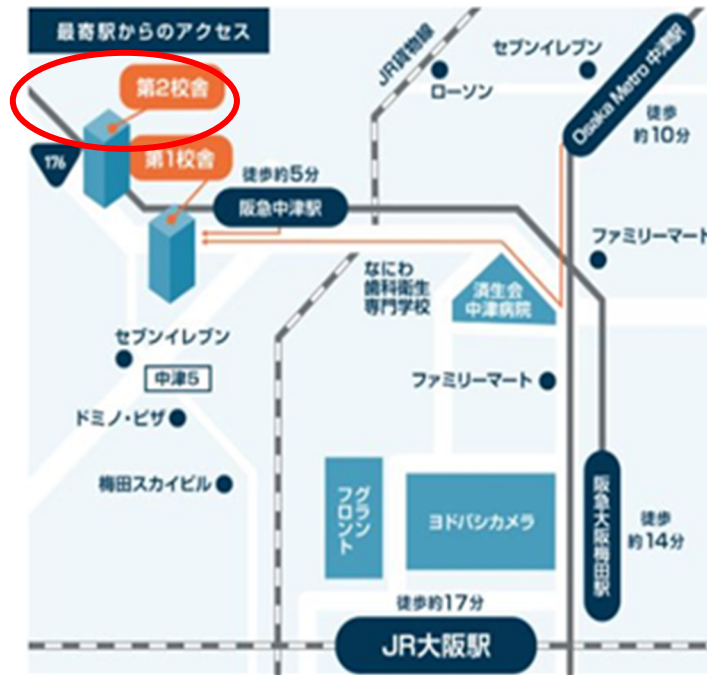 最寄駅からのアクセス
JR貨物線
セブンイレブン
ローソン
Osaka Metro 中津駅
徒歩
約10分
第2校舎
176
第1校舎
徒歩約5分
阪急中津駅
ファミリーマート
なにわ
歯科衛生
専門学校
済生会
中津病院
セブンイレブン
中津5
ファミリーマート
ドミノ・ピザ
梅田スカイビル
グラン
フロント
ヨドバシカメラ
阪急大阪梅田駅
徒歩
約14分
徒歩約17分
JR大阪駅